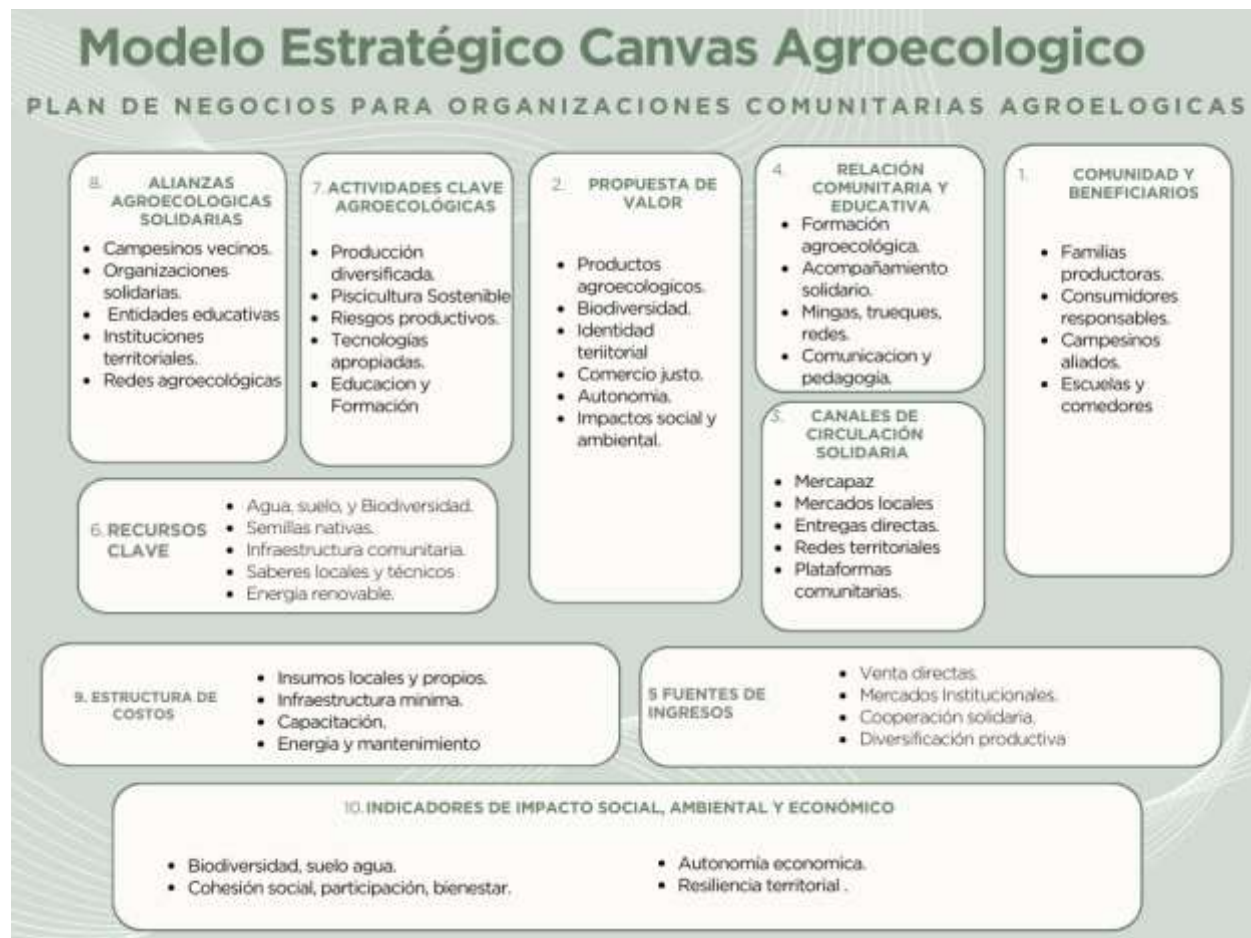 Modelo Estratégico Canvas Agroecologico
PLAN DE NEGOCIOS PARA ORGANIZACIONES COMUNITARIAS AGROELOGICAS
8. ALIANZAS
AGROECOLOGICAS
SOLIDARIAS
• Campesinos vecinos.
• Organizaciones
solidarias.
• Entidades educativas
• Instituciones
territoriales.
• Redes agroecológicas
7. ACTIVIDADES CLAVE
AGROECOLÓGICAS
• Producción
diversificada.
• Piscicultura Sostenible
• Riesgos productivos.
• Tecnologías
apropiadas.
• Educacion y
Formación
2. PROPUESTA DE
VALOR
• Productos
agroecologicos.
• Biodiversidad.
• Identidad
teriitorial
• Comercio justo.
• Autonomia.
• Impactos social y
ambiental.
4. RELACIÓN
COMUNITARIA Y
EDUCATIVA
• Formación
agroecológica.
• Acompañamiento
solidario.
• Mingas, trueques,
redes.
• Comunicacion y
pedagogía.
3. CANALES DE
CIRCULACIÓN
SOLIDARIA
• Mercapaz
• Mercados locales
• Entregas directas.
• Redes territoriales
• Plataformas
comunitarias.
1. COMUNIDAD Y
BENEFICIARIOS
• Familias
productoras.
• Consumidores
responsables.
• Campesinos
aliados.
• Escuelas y
comedores
6. RECURSOS
CLAVE
• Agua, suelo, y Biodiversidad.
• Semillas nativas.
• Infraestructura comunitaria.
• Saberes locales y técnicos
• Energia renovable.
9. ESTRUCTURA DE
COSTOS
• Insumos locales y propios.
• Infraestructura minima.
• Capacitación.
• Energia y mantenimiento
5 FUENTES DE
INGRESOS
• Venta directas.
• Mercados Institucionales.
• Cooperación solidaria.
• Diversificación productiva
10. INDICADORES DE IMPACTO SOCIAL, AMBIENTAL Y ECONÓMICO
• Biodiversidad, suelo agua.
• Cohesión social, participación, bienestar.
• Autonomía economica.
• Resiliencia territorial .